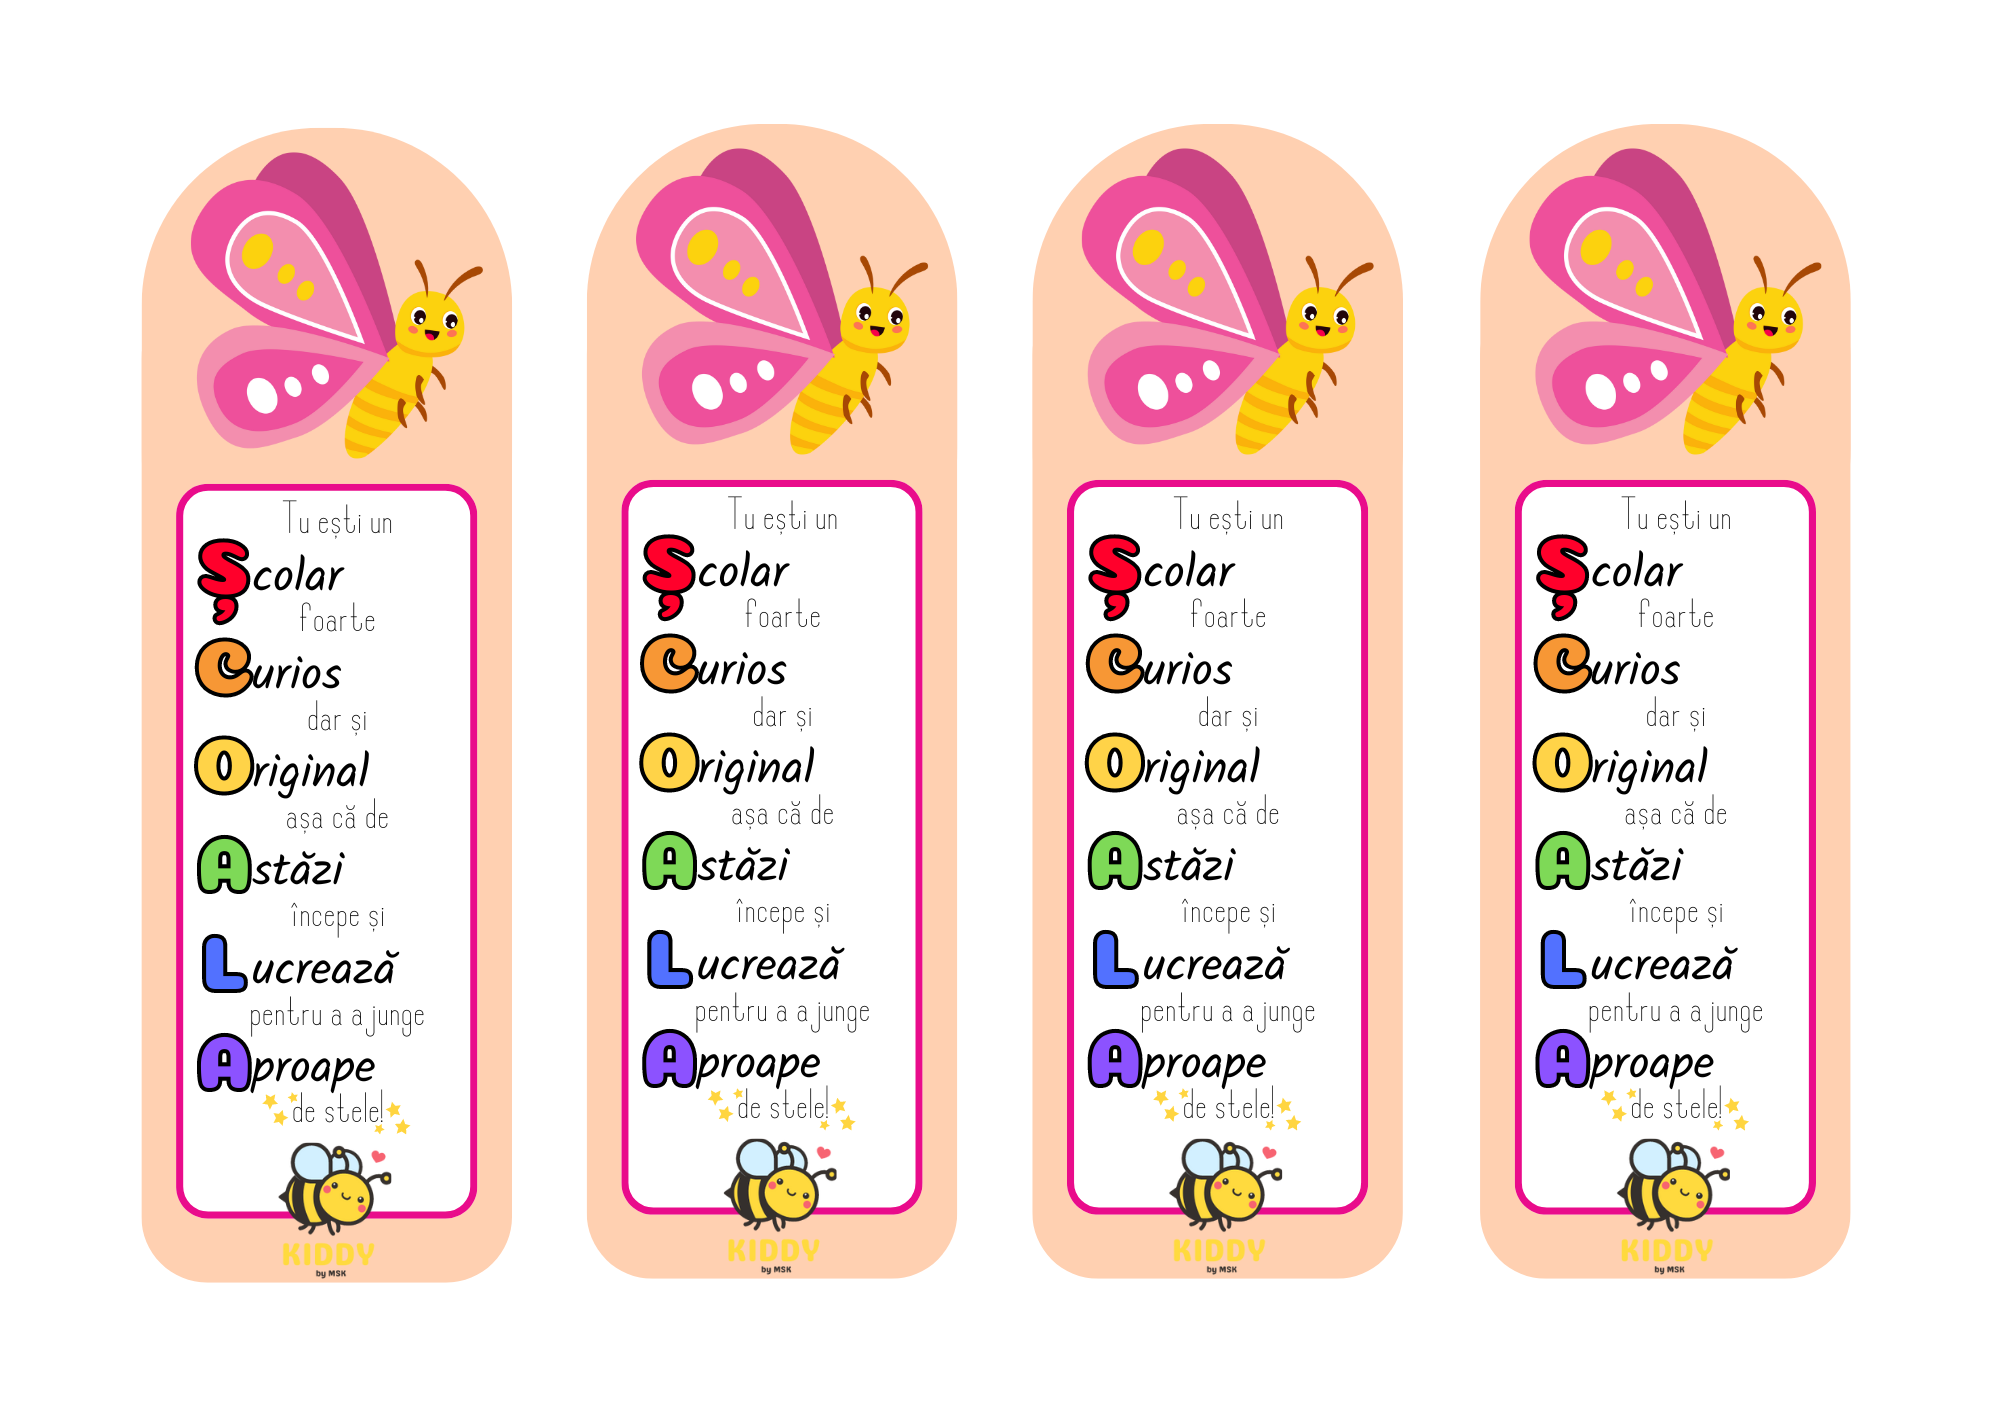 Tu ești un
Școlar
foarte
Curios
dar și
Original
așa că de
Astăzi
începe și
Lucrează
pentru a ajunge
Aproape
de stele!
KIDDY
by MSK
Tu ești un
Școlar
foarte
Curios
dar și
Original
așa că de
Astăzi
începe și
Lucrează
pentru a ajunge
Aproape
de stele!
KIDDY
by MSK
Tu ești un
Școlar
foarte
Curios
dar și
Original
așa că de
Astăzi
începe și
Lucrează
pentru a ajunge
Aproape
de stele!
KIDDY
by MSK
Tu ești un
Școlar
foarte
Curios
dar și
Original
așa că de
Astăzi
începe și
Lucrează
pentru a ajunge
Aproape
de stele!
KIDDY
by MSK